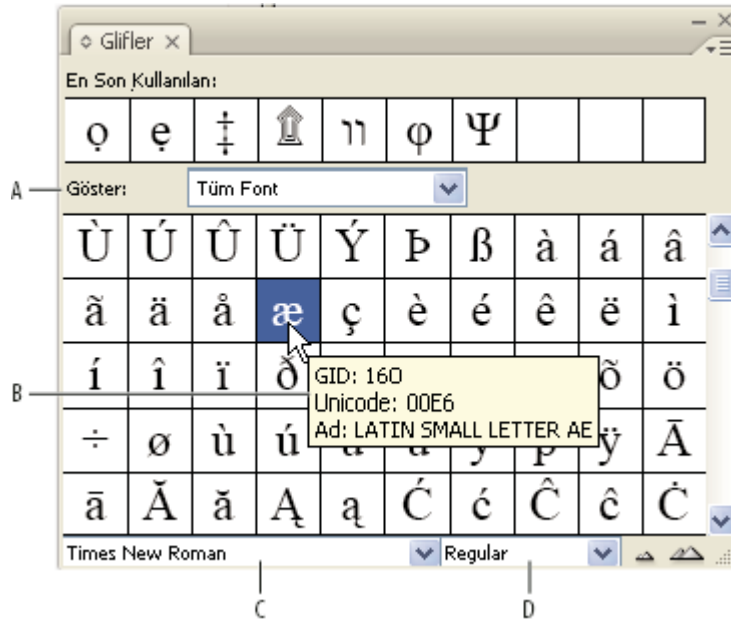 Glifler
En Son Kullanılan:
ọ ẹ ‡ וו φ Ψ
A
Göster: Tüm Font
Ù Ú Û Ü Ý Þ ß à á â
ã ä å æ ç è é ê ë ì
í î ï ð õ ö
B
GID: 160
Unicode: 00E6
Ad: LATIN SMALL LETTER AE
÷ ø ù ú ÿ Ā
ā Ă ă Ą ą Ć ć Ĉ ĉ Ċ
Times New Roman Regular
C D